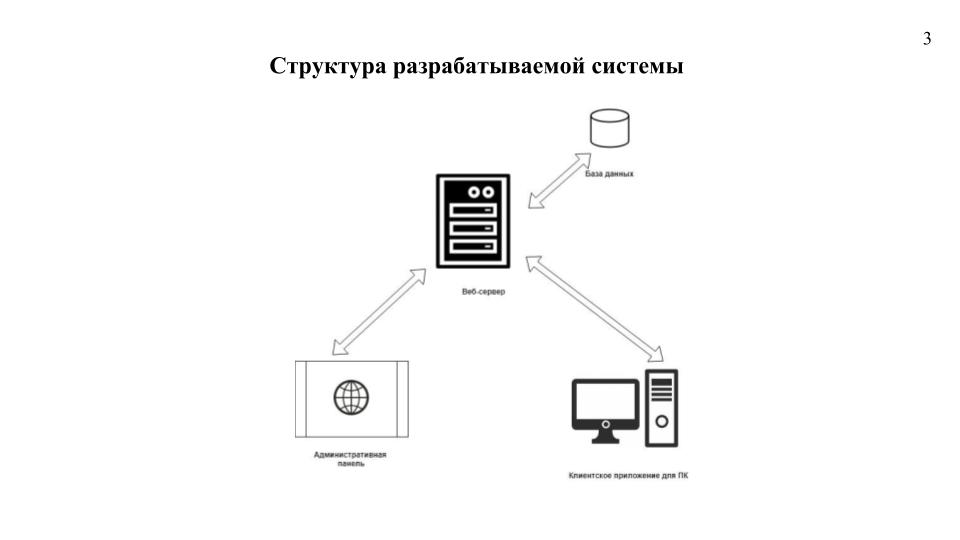 3
Структура разрабатываемой системы
База данных
Веб-сервер
Административная
панель
Клиентское приложение для ПК